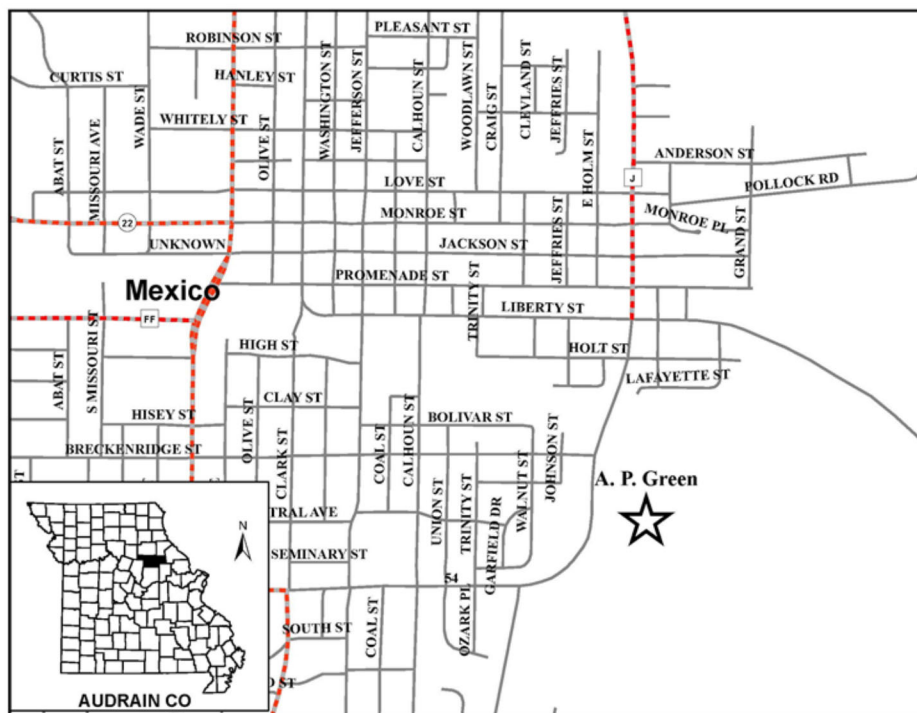 PLEASANT ST
ROBINSON ST
CURTIS ST
HANLEY ST
WADE ST
WASHINGTON ST
JEFFERSON ST
CALHOUN ST
WOODLAWN ST
CRAIG ST
CLEVLAND ST
JEFFRIES ST
WHITELY ST
OLIVE ST
ABAT ST
MISSOURI AVE
E HOLM ST
ANDERSON ST
J
LOVE ST
POLLOCK RD
MONROE ST
MONROE PL
22
UNKNOWN
JACKSON ST
JEFFRIES ST
GRAND ST
PROMENADE ST
Mexico
TRINITY ST
LIBERTY ST
FF
HIGH ST
HOLT ST
ABAT ST
S MISSOURI ST
LAFAYETTE ST
CLAY ST
HISEY ST
OLIVE ST
BOLIVAR ST
BRECKENRIDGE ST
CLARK ST
COAL ST
CALHOUN ST
JOHNSON ST
WALNUT ST
A. P. Green
ST
TRAL AVE
UNION ST
TRINITY ST
GARFIELD DR
N
SEMINARY ST
54
OZARK PL
SOUTH ST
COAL ST
ST
AUDRAIN CO